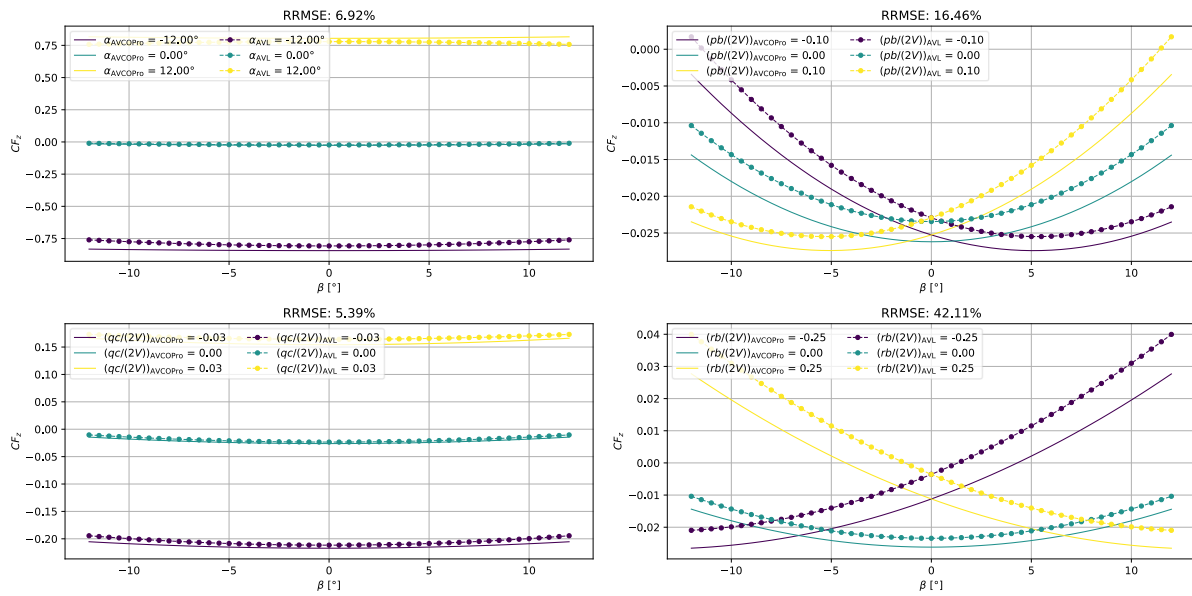 RRMSE: 6.92%
α_AVCOPro = -12.00° α_AVL = -12.00°
α_AVCOPro = 0.00° α_AVL = 0.00°
α_AVCOPro = 12.00° α_AVL = 12.00°
0.75
0.50
0.25
0.00
−0.25
−0.50
−0.75
CF_z
−10 −5 0 5 10
β [°]
RRMSE: 16.46%
(pb/(2V))_AVCOPro = -0.10 (pb/(2V))_AVL = -0.10
(pb/(2V))_AVCOPro = 0.00 (pb/(2V))_AVL = 0.00
(pb/(2V))_AVCOPro = 0.10 (pb/(2V))_AVL = 0.10
0.000
−0.005
−0.010
−0.015
−0.020
−0.025
CF_z
−10 −5 0 5 10
β [°]
RRMSE: 5.39%
(qc/(2V))_AVCOPro = -0.03 (qc/(2V))_AVL = -0.03
(qc/(2V))_AVCOPro = 0.00 (qc/(2V))_AVL = 0.00
(qc/(2V))_AVCOPro = 0.03 (qc/(2V))_AVL = 0.03
0.15
0.10
0.05
0.00
−0.05
−0.10
−0.15
−0.20
CF_z
−10 −5 0 5 10
β [°]
RRMSE: 42.11%
(rb/(2V))_AVCOPro = -0.25 (rb/(2V))_AVL = -0.25
(rb/(2V))_AVCOPro = 0.00 (rb/(2V))_AVL = 0.00
(rb/(2V))_AVCOPro = 0.25 (rb/(2V))_AVL = 0.25
0.04
0.03
0.02
0.01
0.00
−0.01
−0.02
CF_z
−10 −5 0 5 10
β [°]